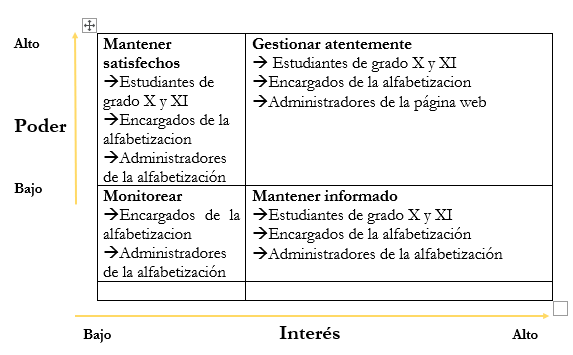 Alto
Poder
Bajo
Mantener
satisfechos
→Estudiantes de
grado X y XI
→Encargados de la
alfabetizacion
→Administradores
de la alfabetización
Gestionar atentemente
→ Estudiantes de grado X y XI
→Encargados de la alfabetizacion
→Administradores de la página web
Monitorear
→Encargados de la
alfabetizacion
→Administradores
de la alfabetización
Mantener informado
→Estudiantes de grado X y XI
→Encargados de la alfabetización
→Administradores de la alfabetización
Bajo
Interés
Alto